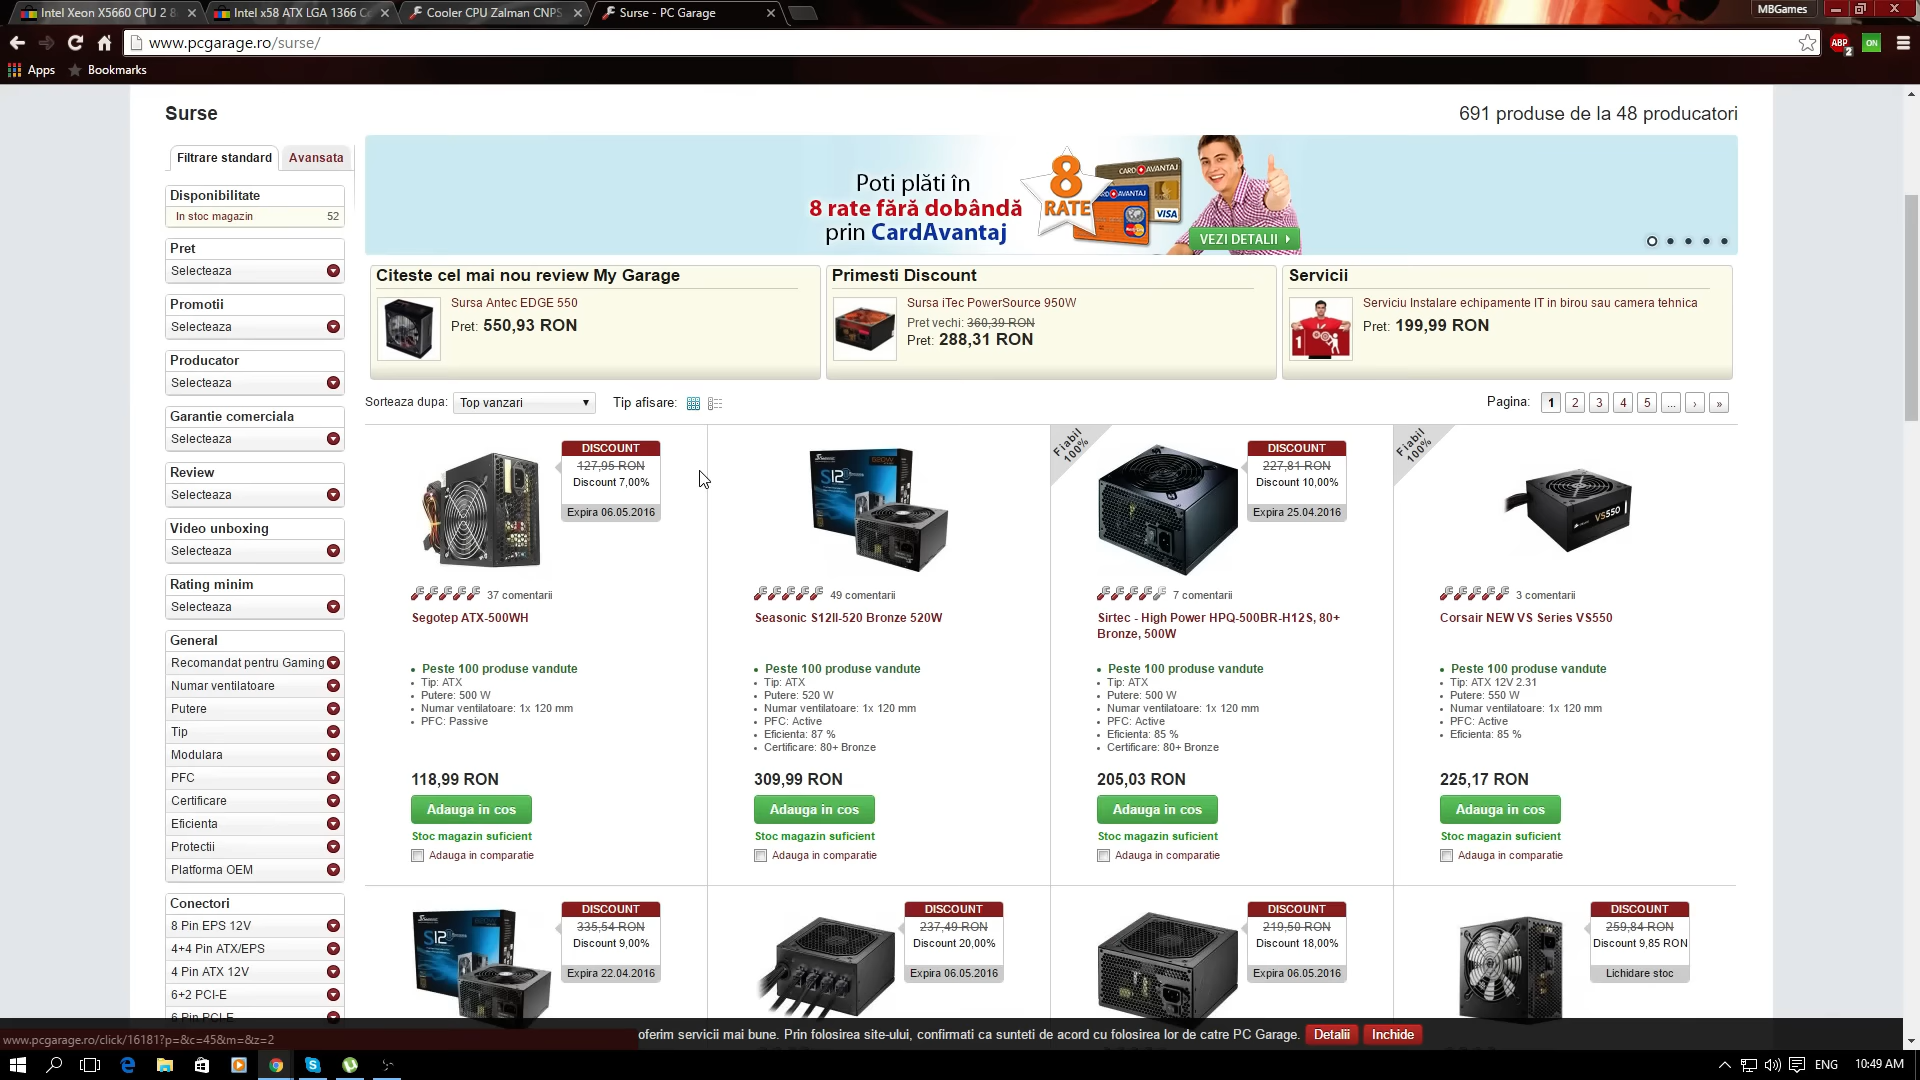 Intel Xeon X5660 CPU 2 8
Intel x58 ATX LGA 1366 Co
Cooler CPU Zalman CNPS
Surse - PC Garage
MBGames
www.pcgarage.ro/surse/
ABP
2
ON
Apps
Bookmarks
Surse
691 produse de la 48 producatori
Filtrare standard
Avansata
Disponibilitate
In stoc magazin
52
Pret
Selecteaza
Promotii
Selecteaza
Producator
Selecteaza
Garantie comerciala
Selecteaza
Review
Selecteaza
Video unboxing
Selecteaza
Rating minim
Selecteaza
General
Recomandat pentru Gaming
Numar ventilatoare
Putere
Tip
Modulara
PFC
Certificare
Eficienta
Protectii
Platforma OEM
Conectori
8 Pin EPS 12V
4+4 Pin ATX/EPS
4 Pin ATX 12V
6+2 PCI-E
6 Pin PCI-E
Poti plăti în
8 rate fără dobândă
prin CardAvantaj
8
RATE
CARD AVANTAJ
VISA
VEZI DETALII
Citeste cel mai nou review My Garage
Sursa Antec EDGE 550
Pret: 550,93 RON
Primesti Discount
Sursa iTec PowerSource 950W
Pret vechi: 360,39 RON
Pret: 288,31 RON
Servicii
Serviciu Instalare echipamente IT in birou sau camera tehnica
Pret: 199,99 RON
Sorteaza dupa:
Top vanzari
Tip afisare:
Pagina: 1 2 3 4 5 ... › »
DISCOUNT
127,95 RON
Discount 7,00%
Expira 06.05.2016
37 comentarii
Segotep ATX-500WH
Peste 100 produse vandute
Tip: ATX
Putere: 500 W
Numar ventilatoare: 1x 120 mm
PFC: Passive
118,99 RON
Adauga in cos
Stoc magazin suficient
Adauga in comparatie
S12
49 comentarii
Seasonic S12II-520 Bronze 520W
Peste 100 produse vandute
Tip: ATX
Putere: 520 W
Numar ventilatoare: 1x 120 mm
PFC: Active
Eficienta: 87 %
Certificare: 80+ Bronze
309,99 RON
Adauga in cos
Stoc magazin suficient
Adauga in comparatie
Fiabil
100%
DISCOUNT
227,81 RON
Discount 10,00%
Expira 25.04.2016
7 comentarii
Sirtec - High Power HPQ-500BR-H12S, 80+
Bronze, 500W
Peste 100 produse vandute
Tip: ATX
Putere: 500 W
Numar ventilatoare: 1x 120 mm
PFC: Active
Eficienta: 85 %
Certificare: 80+ Bronze
205,03 RON
Adauga in cos
Stoc magazin suficient
Adauga in comparatie
Fiabil
100%
VS550
3 comentarii
Corsair NEW VS Series VS550
Peste 100 produse vandute
Tip: ATX 12V 2.31
Putere: 550 W
Numar ventilatoare: 1x 120 mm
PFC: Active
Eficienta: 85 %
225,17 RON
Adauga in cos
Stoc magazin suficient
Adauga in comparatie
S12
DISCOUNT
335,54 RON
Discount 9,00%
Expira 22.04.2016
DISCOUNT
237,49 RON
Discount 20,00%
Expira 06.05.2016
DISCOUNT
219,50 RON
Discount 18,00%
Expira 06.05.2016
DISCOUNT
259,84 RON
Discount 9,85 RON
Lichidare stoc
oferim servicii mai bune. Prin folosirea site-ului, confirmati ca sunteti de acord cu folosirea lor de catre PC Garage.
Detalii
Inchide
www.pcgarage.ro/click/16181?p=&c=45&m=&z=2
ENG
10:49 AM